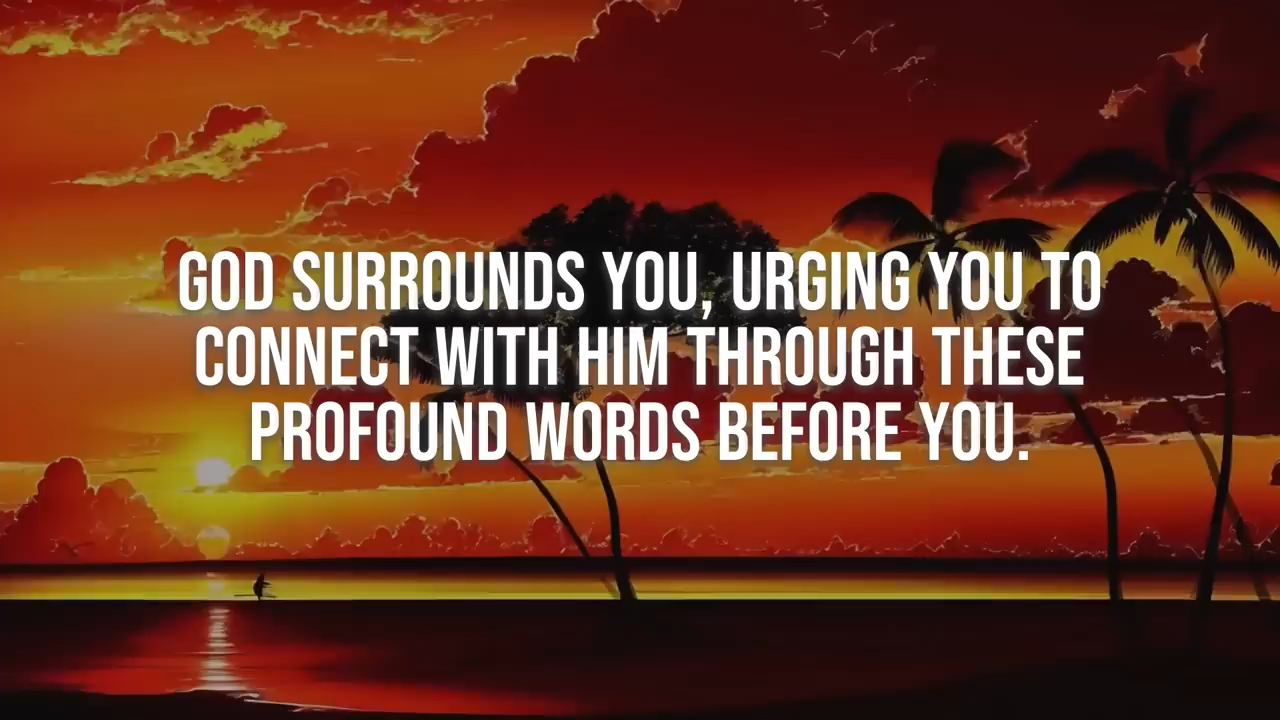 GOD SURROUNDS YOU, URGING YOU TO
CONNECT WITH HIM THROUGH THESE
PROFOUND WORDS BEFORE YOU.